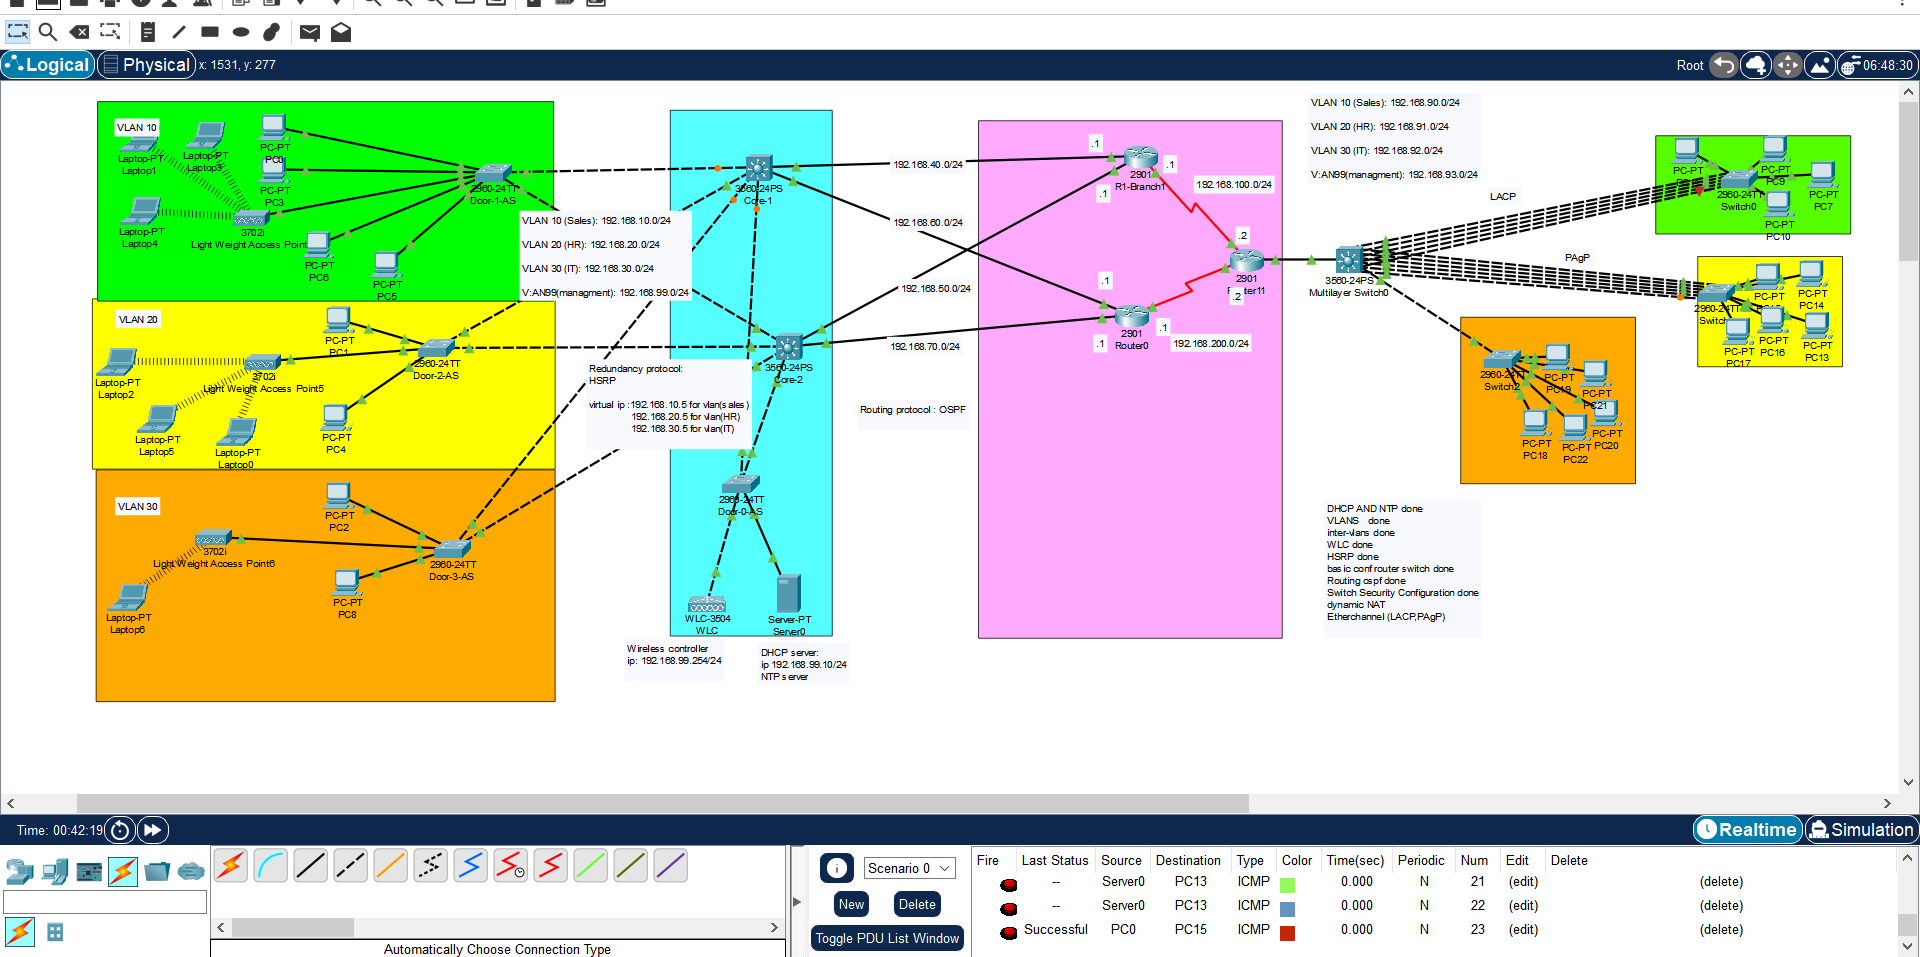 Logical
Physical
x: 1531, y: 277
Root
06:48:30
VLAN 10
Laptop-PT
Laptop1
Laptop-PT
Laptop3
PC-PT
PC0
PC-PT
PC3
Laptop-PT
Laptop4
3702i
Light Weight Access Point
PC-PT
PC6
PC-PT
PC5
2960-24TT
Door-1-AS
VLAN 10 (Sales): 192.168.10.0/24
VLAN 20 (HR): 192.168.20.0/24
VLAN 30 (IT): 192.168.30.0/24
V:AN99(managment): 192.168.99.0/24
VLAN 20
PC-PT
PC1
Laptop-PT
Laptop2
3702i
Light Weight Access Point5
2960-24TT
Door-2-AS
Laptop-PT
Laptop5
Laptop-PT
Laptop0
PC-PT
PC4
VLAN 30
PC-PT
PC2
3702i
Light Weight Access Point6
2960-24TT
Door-3-AS
Laptop-PT
Laptop6
PC-PT
PC8
3560-24PS
Core-1
3560-24PS
Core-2
Redundancy protocol:
HSRP
virtual ip :192.168.10.5 for vlan(sales)
192.168.20.5 for vlan(HR)
192.168.30.5 for vlan(IT)
2960-24TT
Door-0-AS
WLC-3504
WLC
Server-PT
Server0
Wireless controller
ip: 192.168.99.254/24
DHCP server:
ip 192.168.99.10/24
NTP server
192.168.40.0/24
192.168.60.0/24
192.168.50.0/24
192.168.70.0/24
Routing protocol : OSPF
.1
.1
.1
2901
R1-Branch1
192.168.100.0/24
.2
2901
.2
.1
.1
.1
2901
Router0
192.168.200.0/24
3560-24PS
Multilayer Switch0
VLAN 10 (Sales): 192.168.90.0/24
VLAN 20 (HR): 192.168.91.0/24
VLAN 30 (IT): 192.168.92.0/24
V:AN99(managment): 192.168.93.0/24
LACP
PAgP
PC-PT
2960-24TT
Switch0
PC-PT
PC9
PC-PT
PC7
PC-PT
PC10
2960-24TT
Switch
PC-PT
PC-PT
PC14
PC-PT
PC17
PC-PT
PC16
PC-PT
PC13
2960-24TT
Switch2
PC-PT
PC19
PC-PT
PC21
PC-PT
PC18
PC-PT
PC22
PC-PT
PC20
DHCP AND NTP done
VLANS done
inter-vlans done
WLC done
HSRP done
basic conf router switch done
Routing ospf done
Switch Security Configuration done
dynamic NAT
Etherchannel (LACP,PAgP)
Time: 00:42:19
Realtime
Simulation
Automatically Choose Connection Type
Scenario 0
New
Delete
Toggle PDU List Window
Fire Last Status Source Destination Type Color Time(sec) Periodic Num Edit Delete
-- Server0 PC13 ICMP 0.000 N 21 (edit) (delete)
-- Server0 PC13 ICMP 0.000 N 22 (edit) (delete)
Successful PC0 PC15 ICMP 0.000 N 23 (edit) (delete)